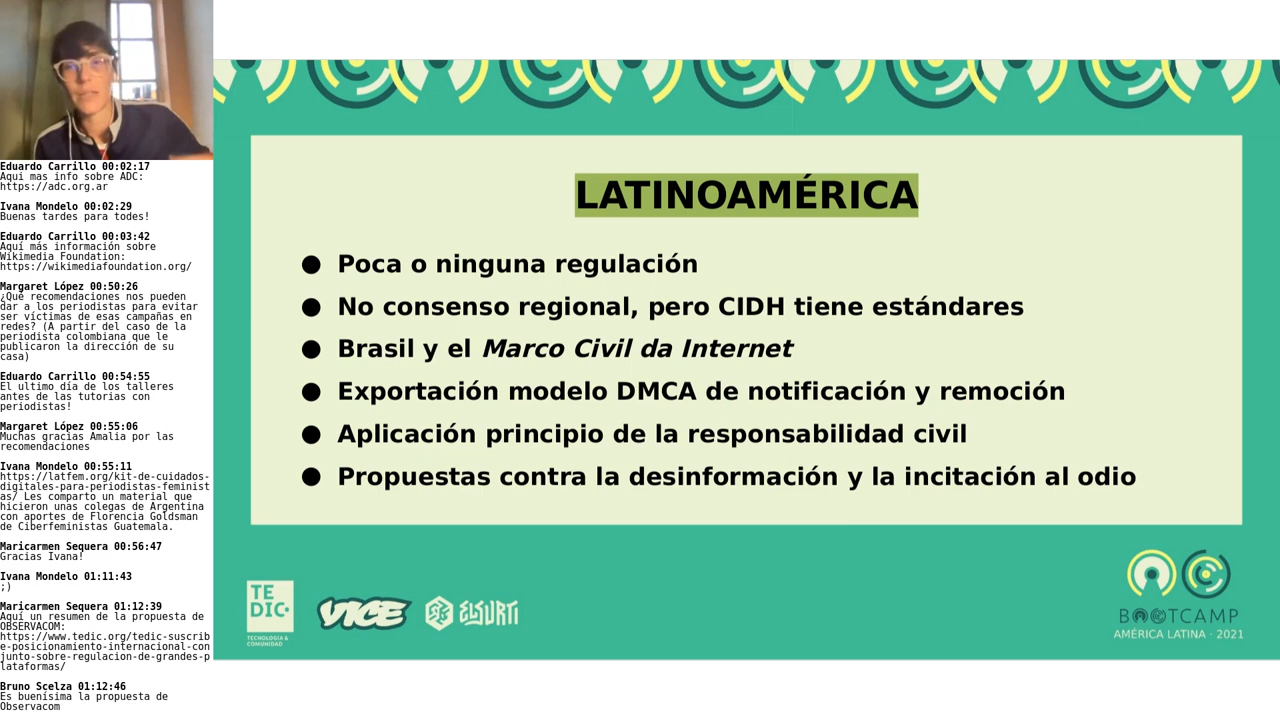 Eduardo Carrillo 00:02:17
Aqui mas info sobre ADC:
https://adc.org.ar
Ivana Mondelo 00:02:29
Buenas tardes para todes!
Eduardo Carrillo 00:03:42
Aquí más información sobre
Wikimedia Foundation:
https://wikimediafoundation.org/
Margaret López 00:50:26
¿Qué recomendaciones nos pueden
dar a los periodistas para evitar
ser víctimas de esas campañas en
redes? (A partir del caso de la
periodista colombiana que le
publicaron la dirección de su
casa)
Eduardo Carrillo 00:54:55
El ultimo día de los talleres
antes de las tutorias con
periodistas!
Margaret López 00:55:06
Muchas gracias Amalia por las
recomendaciones
Ivana Mondelo 00:55:11
https://latfem.org/kit-de-cuidados-
digitales-para-periodistas-feminist
as/ Les comparto un material que
hicieron unas colegas de Argentina
con aportes de Florencia Goldsman
de Ciberfeministas Guatemala.
Maricarmen Sequera 00:56:47
Gracias Ivana!
Ivana Mondelo 01:11:43
;)
Maricarmen Sequera 01:12:39
Aquí un resumen de la propuesta de
OBSERVACOM:
https://www.tedic.org/tedic-suscrib
e-posicionamiento-internacional-con
junto-sobre-regulacion-de-grandes-p
lataformas/
Bruno Scelza 01:12:46
Es buenísima la propuesta de
Observacom
LATINOAMÉRICA
● Poca o ninguna regulación
● No consenso regional, pero CIDH tiene estándares
● Brasil y el Marco Civil da Internet
● Exportación modelo DMCA de notificación y remoción
● Aplicación principio de la responsabilidad civil
● Propuestas contra la desinformación y la incitación al odio
TE
DIC
TECNOLOGÍA &
COMUNIDAD
VICE
ELSURTI
BOOTCAMP
AMÉRICA LATINA · 2021